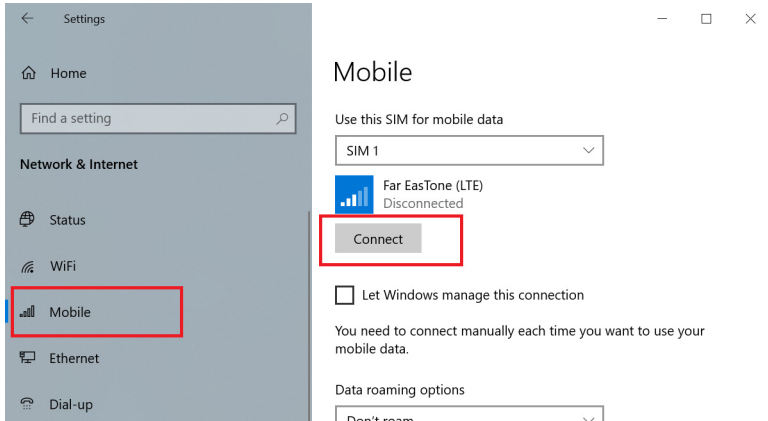 Settings
Home
Find a setting
Network & Internet
Status
WiFi
Mobile
Ethernet
Dial-up
Mobile
Use this SIM for mobile data
SIM 1
Far EasTone (LTE)
Disconnected
Connect
Let Windows manage this connection
You need to connect manually each time you want to use your
mobile data.
Data roaming options
Don't roam